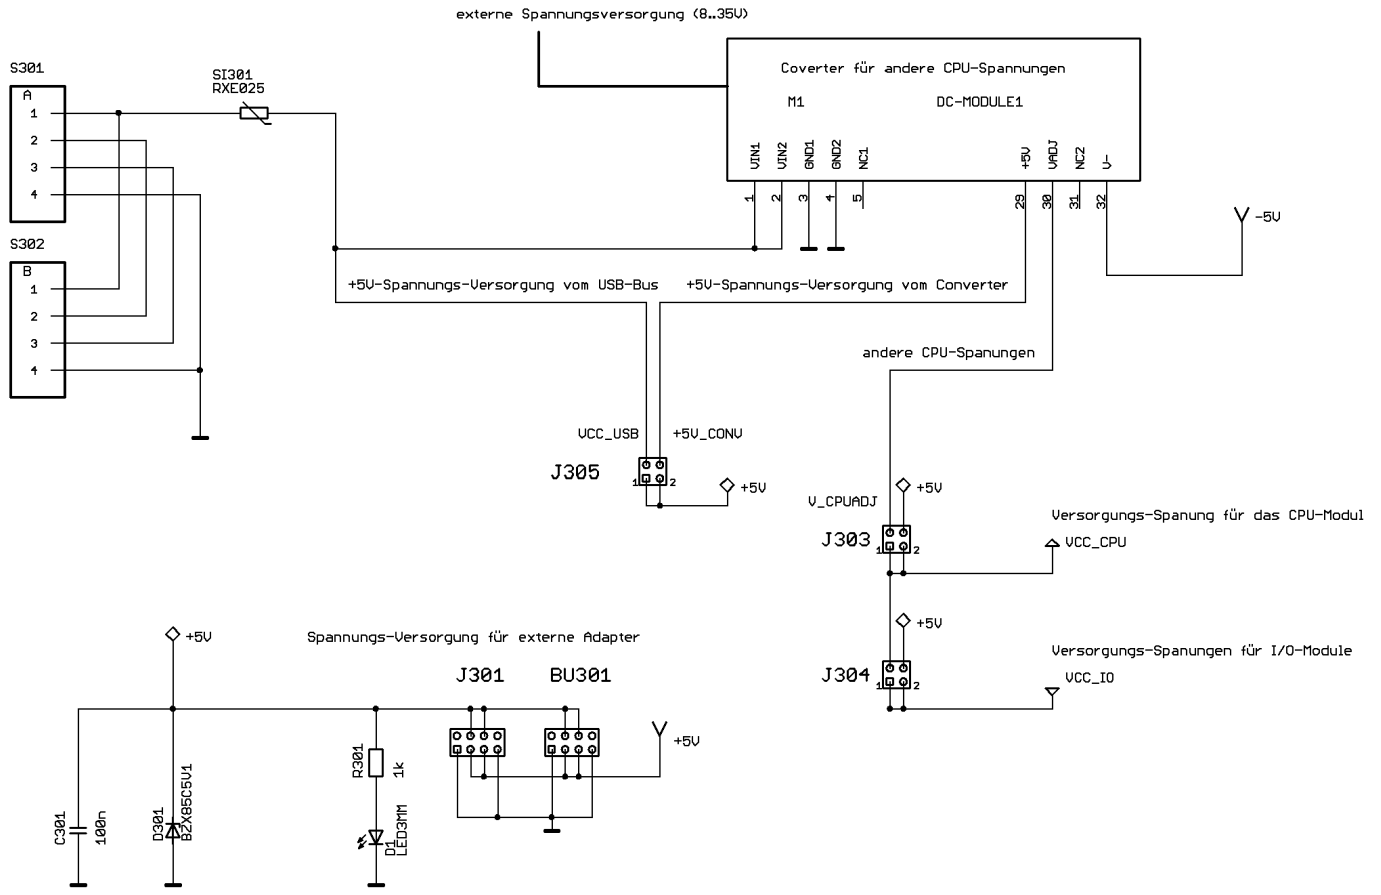 externe Spannungsversorgung (8..35V)
S301
A
1
2
3
4
SI301
RXE025
Coverter für andere CPU-Spannungen
M1
DC-MODULE1
VIN1
VIN2
GND1
GND2
NC1
+5V
VADJ
NC2
V-
1
2
3
4
5
29
30
31
32
-5V
S302
B
1
2
3
4
+5V-Spannungs-Versorgung vom USB-Bus
+5V-Spannungs-Versorgung vom Converter
andere CPU-Spanungen
VCC_USB
+5V_CONV
J305
1
2
+5V
V_CPUADJ
+5V
J303
1
2
Versorgungs-Spanung für das CPU-Modul
VCC_CPU
+5V
J304
1
2
Versorgungs-Spanungen für I/O-Module
VCC_IO
+5V
Spannungs-Versorgung für externe Adapter
J301
BU301
+5V
C301
100n
D301
BZX85C5V1
R301
1k
D1
LED3MM